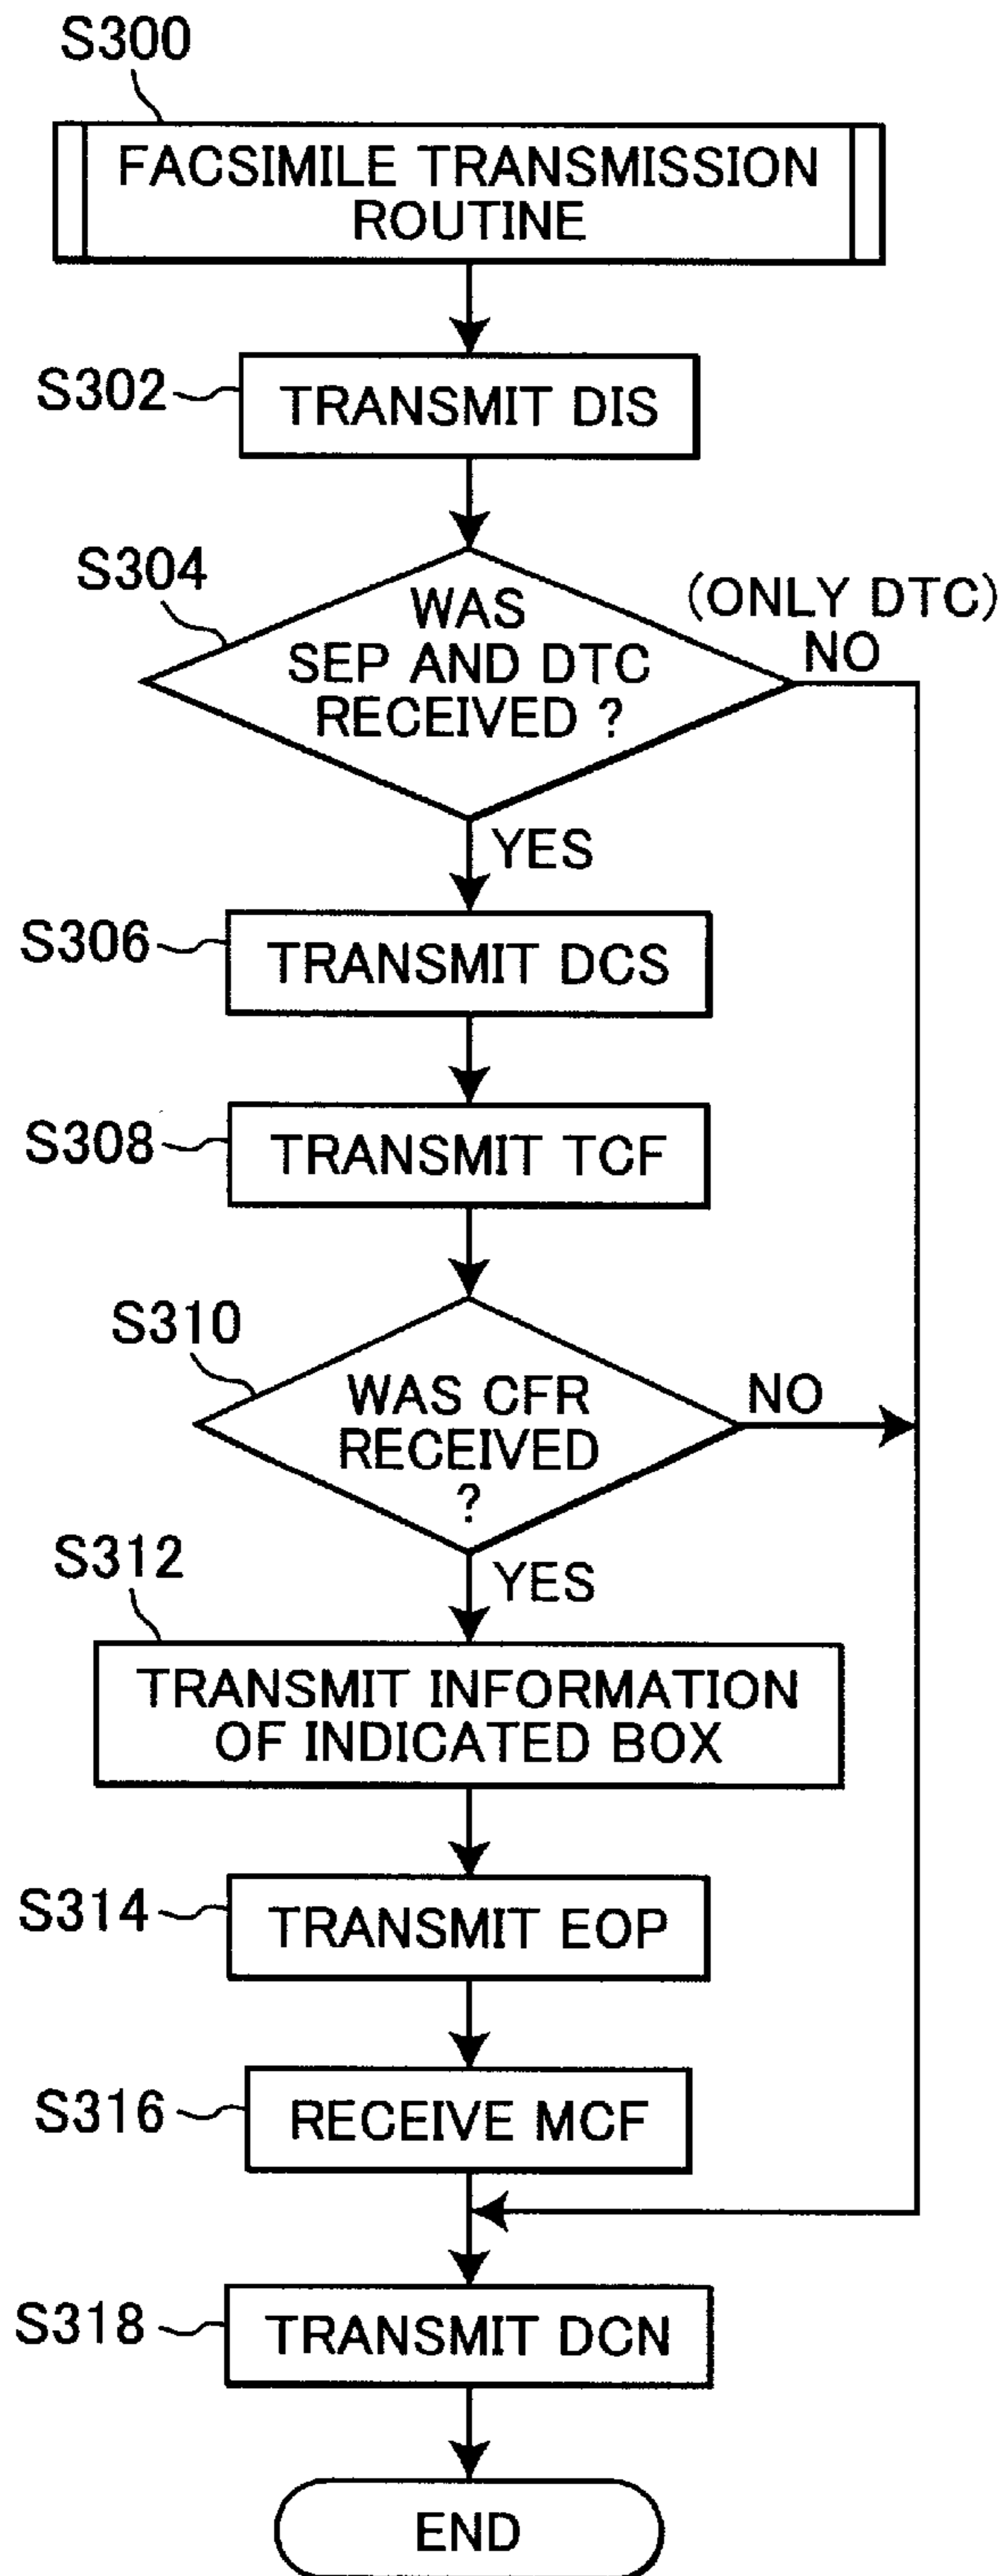 S300
FACSIMILE TRANSMISSION
ROUTINE
S302
TRANSMIT DIS
S304
WAS
SEP AND DTC
RECEIVED ?
(ONLY DTC)
NO
YES
S306
TRANSMIT DCS
S308
TRANSMIT TCF
S310
WAS CFR
RECEIVED
?
NO
YES
S312
TRANSMIT INFORMATION
OF INDICATED BOX
S314
TRANSMIT EOP
S316
RECEIVE MCF
S318
TRANSMIT DCN
END